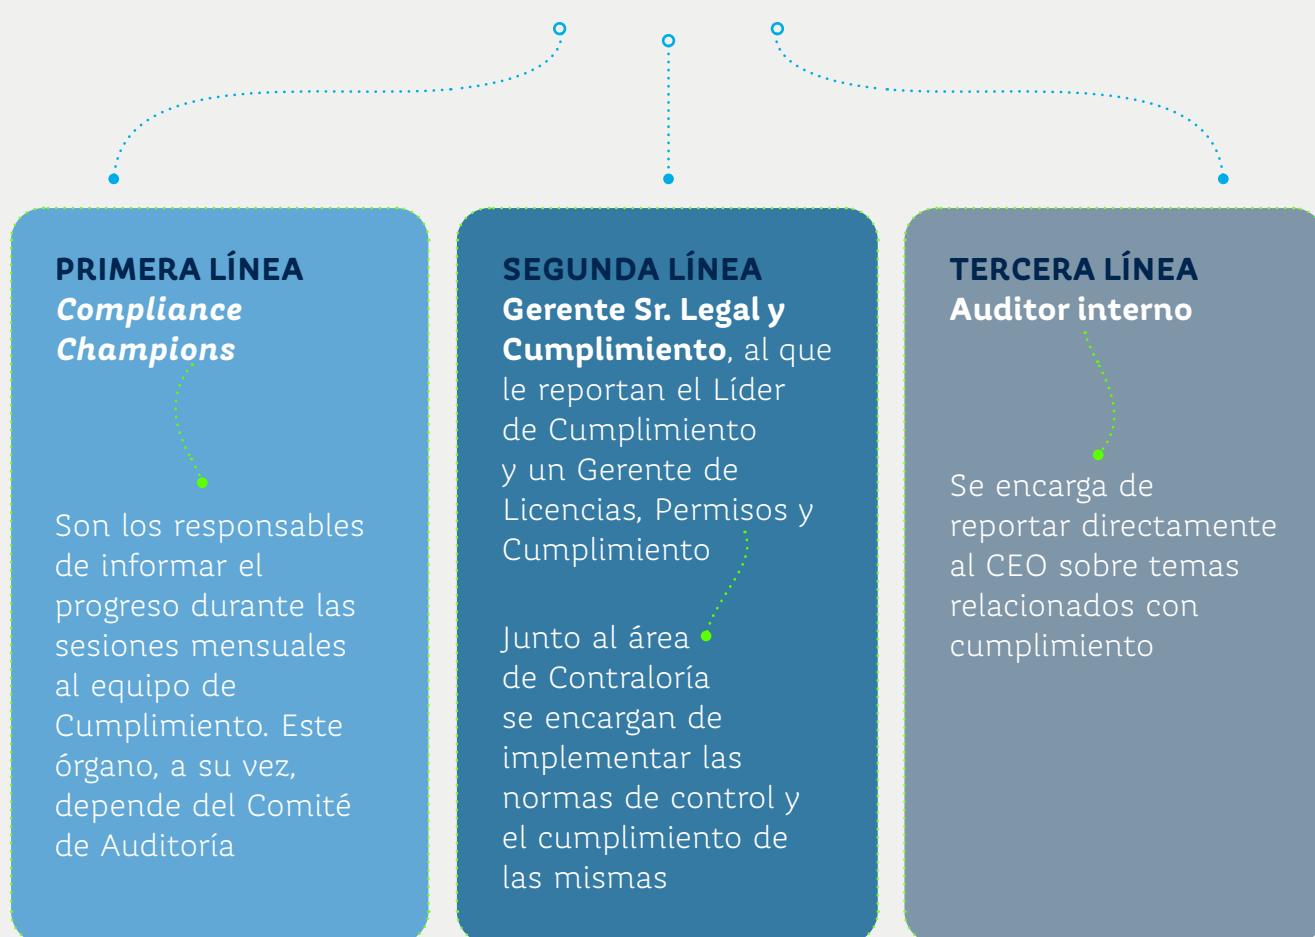 PRIMERA LÍNEA
Compliance
Champions
Son los responsables
de informar el
progreso durante las
sesiones mensuales
al equipo de
Cumplimiento. Este
órgano, a su vez,
depende del Comité
de Auditoría
SEGUNDA LÍNEA
Gerente Sr. Legal y
Cumplimiento, al que
le reportan el Líder
de Cumplimiento
y un Gerente de
Licencias, Permisos y
Cumplimiento
Junto al área
de Contraloría
se encargan de
implementar las
normas de control y
el cumplimiento de
las mismas
TERCERA LÍNEA
Auditor interno
Se encarga de
reportar directamente
al CEO sobre temas
relacionados con
cumplimiento